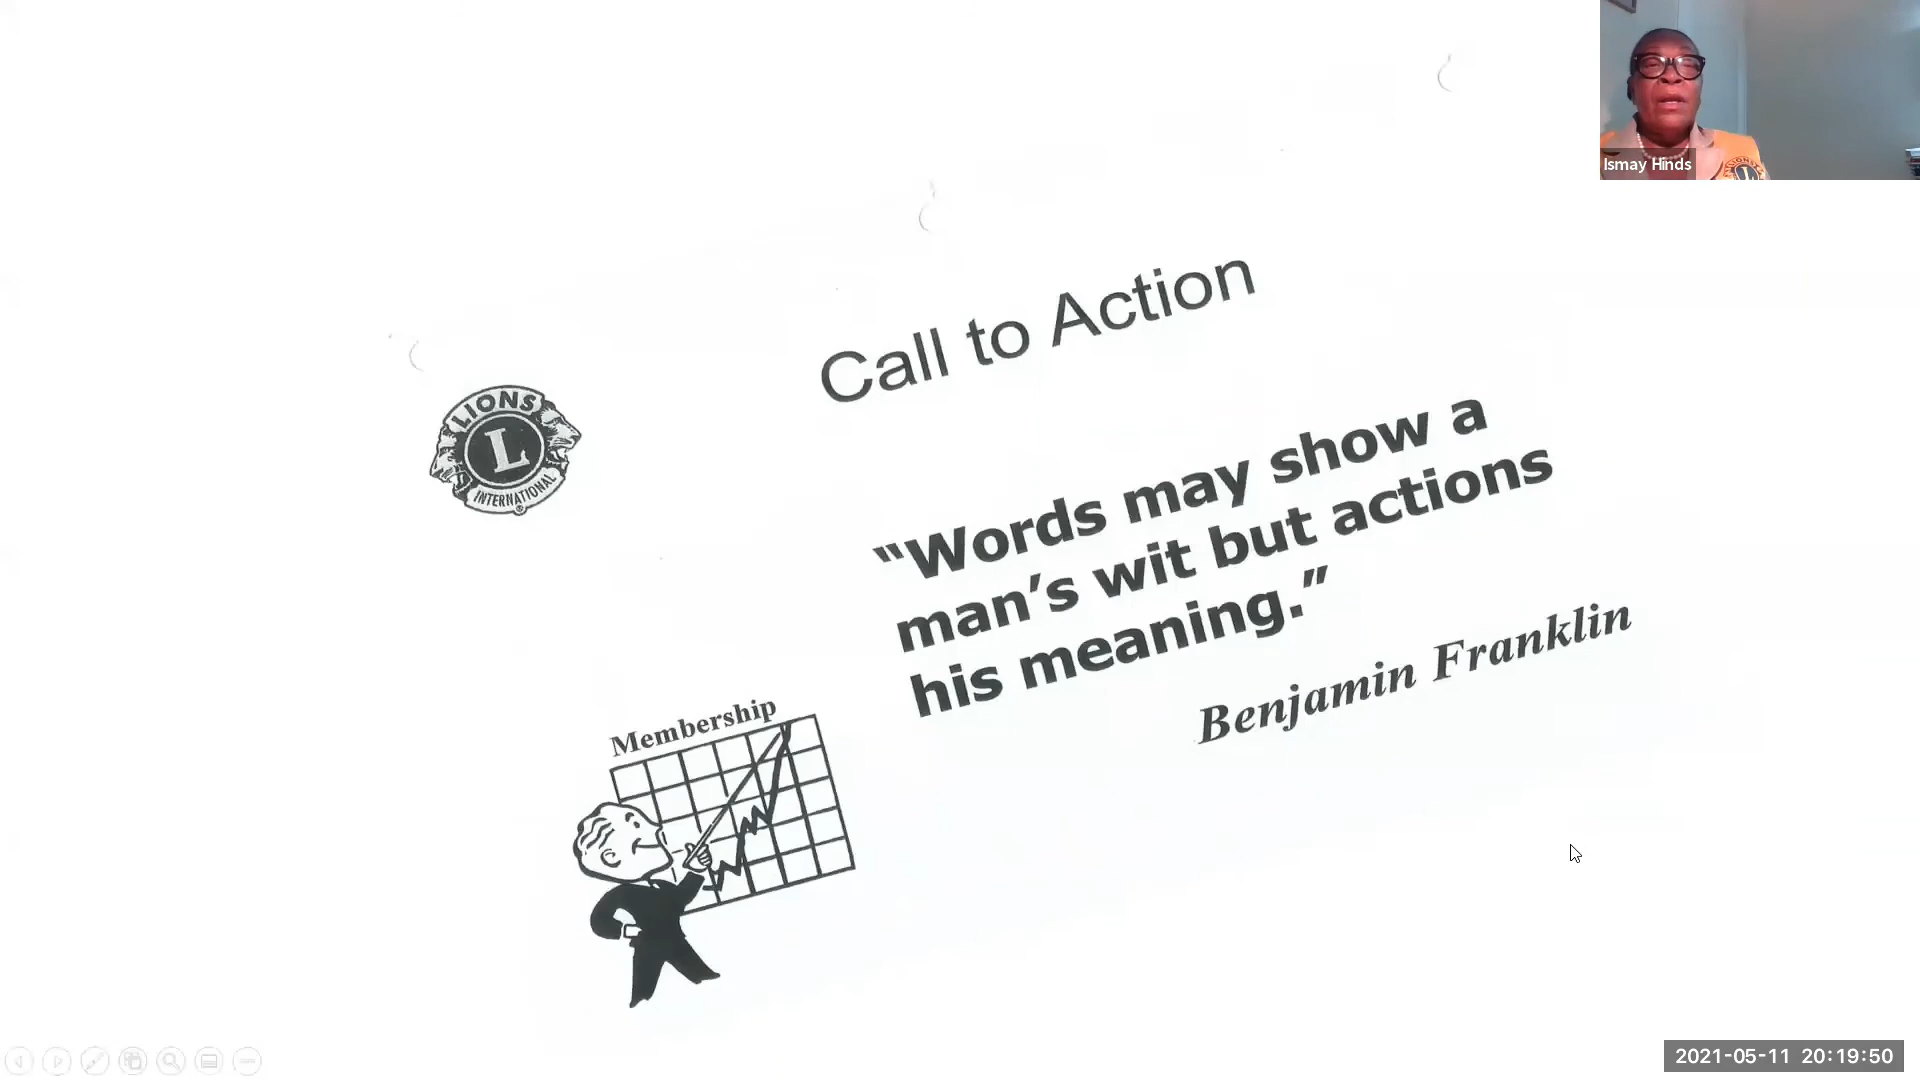 Ismay Hinds
LIONS
L
Call to Action
LIONS
L
INTERNATIONAL
®
“Words may show a
man’s wit but actions
his meaning.”
Benjamin Franklin
Membership
2021-05-11 20:19:50